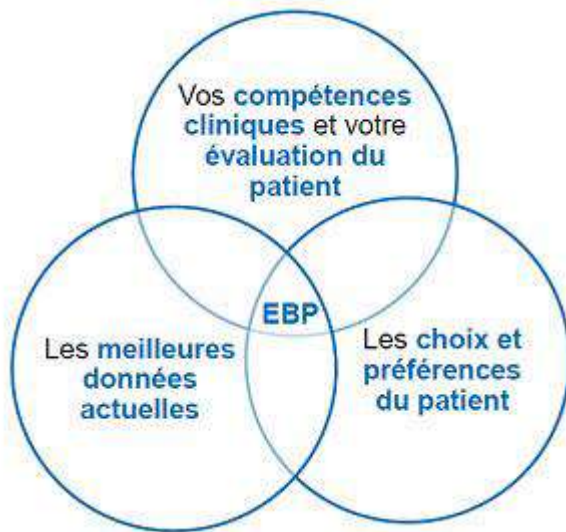 Vos compétences
cliniques et votre
évaluation du
patient
EBP
Les meilleures
données
actuelles
Les choix et
préférences
du patient